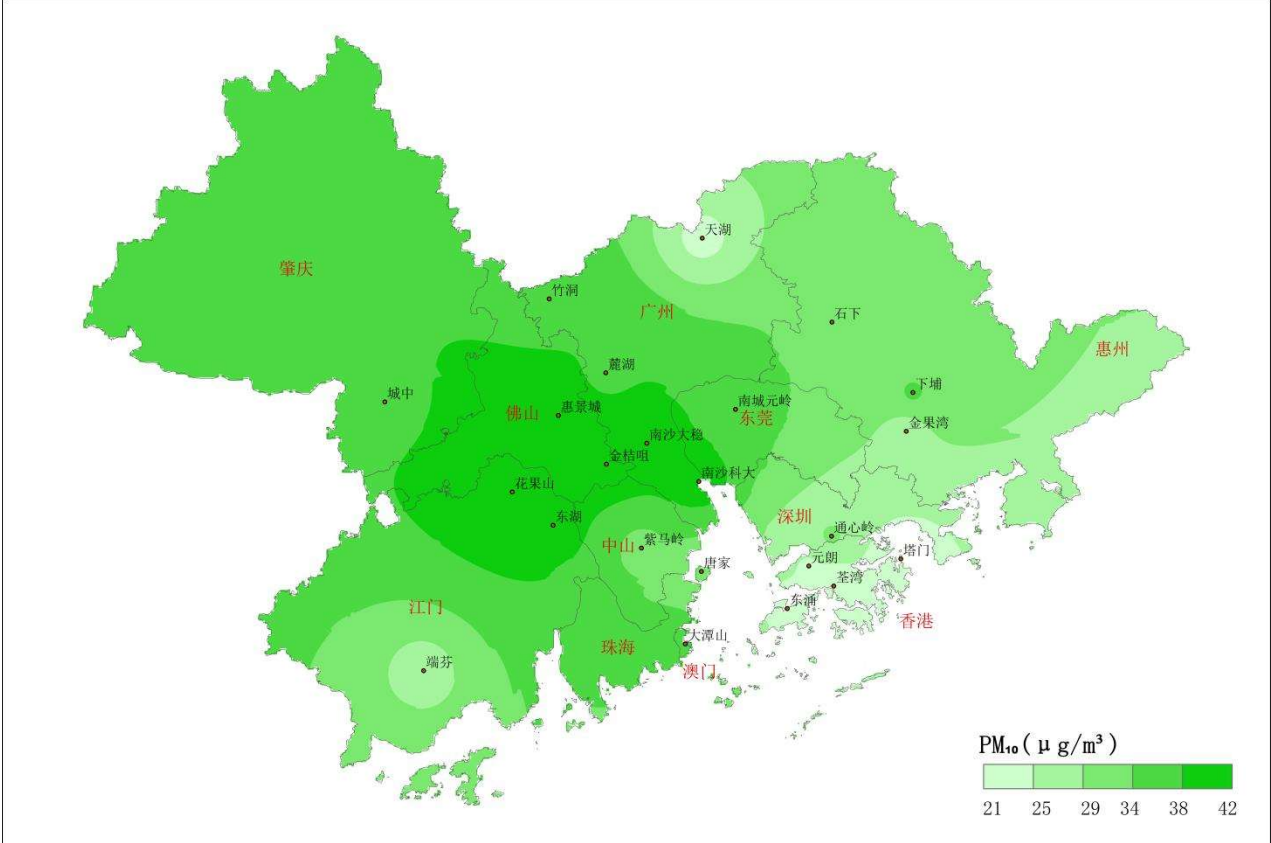 天湖
肇庆
竹洞
广州
石下
惠州
麓湖
城中
下埔
佛山
惠景城
南城元岭
东莞
金果湾
南沙大稳
金桔咀
南沙科大
花果山
东湖
深圳
通心岭
中山
紫马岭
塔门
唐家
元朗
荃湾
江门
东涌
香港
珠海
大潭山
端芬
澳门
PM₁₀(μg/m³)
21 25 29 34 38 42